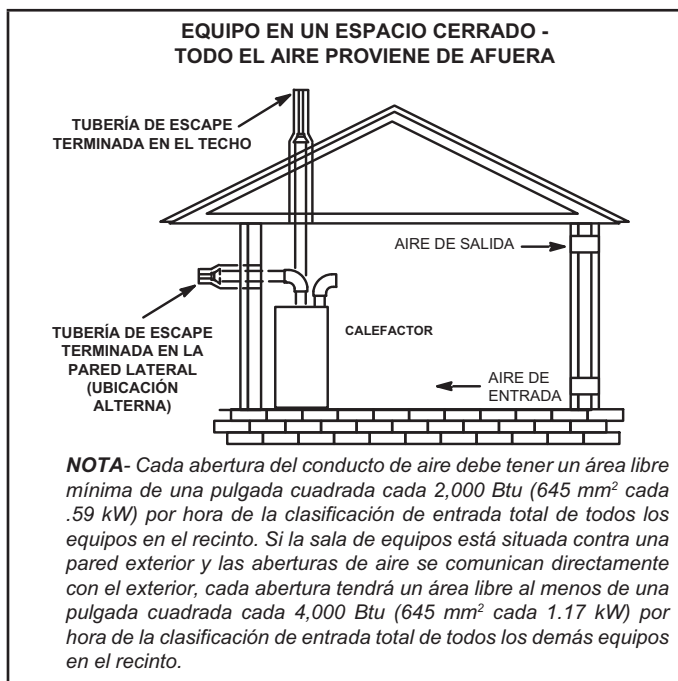 EQUIPO EN UN ESPACIO CERRADO -
TODO EL AIRE PROVIENE DE AFUERA
TUBERÍA DE ESCAPE
TERMINADA EN EL TECHO
AIRE DE SALIDA
TUBERÍA DE ESCAPE
TERMINADA EN LA
PARED LATERAL
(UBICACIÓN
ALTERNA)
CALEFACTOR
AIRE DE
ENTRADA
NOTA- Cada abertura del conducto de aire debe tener un área libre
mínima de una pulgada cuadrada cada 2,000 Btu (645 mm² cada
.59 kW) por hora de la clasificación de entrada total de todos los
equipos en el recinto. Si la sala de equipos está situada contra una
pared exterior y las aberturas de aire se comunican directamente
con el exterior, cada abertura tendrá un área libre al menos de una
pulgada cuadrada cada 4,000 Btu (645 mm² cada 1.17 kW) por
hora de la clasificación de entrada total de todos los demás equipos
en el recinto.